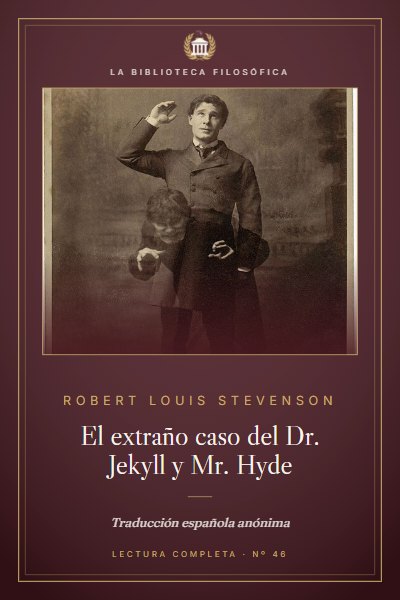 LA BIBLIOTECA FILOSÓFICA
ROBERT LOUIS STEVENSON
El extraño caso del Dr.
Jekyll y Mr. Hyde
Traducción española anónima
LECTURA COMPLETA · Nº 46